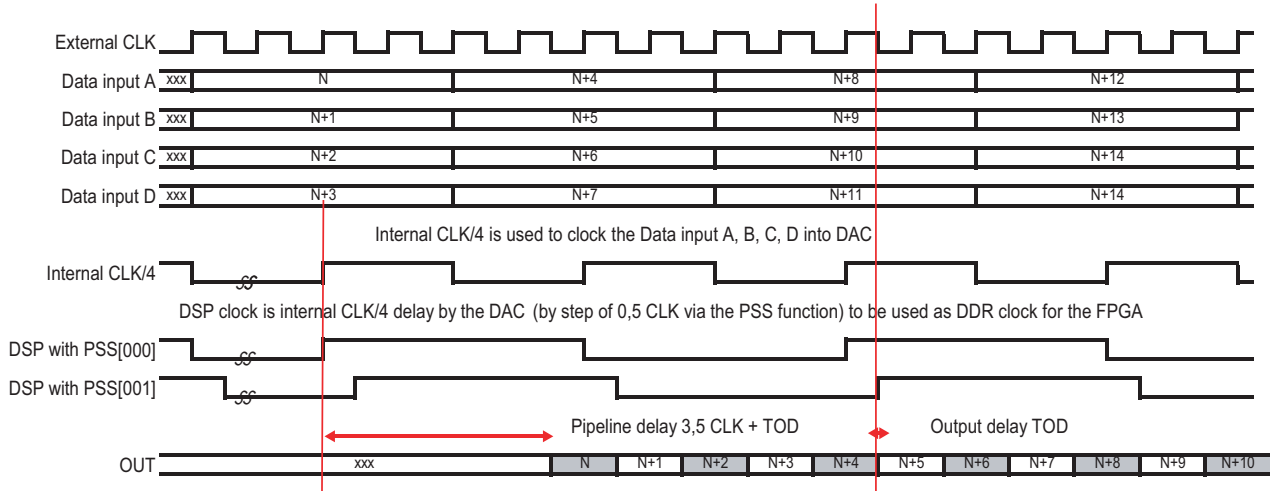 External CLK
Data input A xxx N N+4 N+8 N+12
Data input B xxx N+1 N+5 N+9 N+13
Data input C xxx N+2 N+6 N+10 N+14
Data input D xxx N+3 N+7 N+11 N+14
Internal CLK/4 is used to clock the Data input A, B, C, D into DAC
Internal CLK/4
DSP clock is internal CLK/4 delay by the DAC (by step of 0,5 CLK via the PSS function) to be used as DDR clock for the FPGA
DSP with PSS[000]
DSP with PSS[001]
Pipeline delay 3,5 CLK + TOD Output delay TOD
OUT xxx N N+1 N+2 N+3 N+4 N+5 N+6 N+7 N+8 N+9 N+10